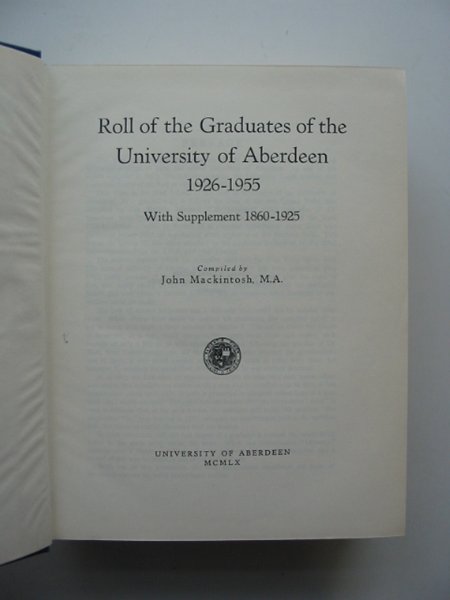 Roll of the Graduates of the
University of Aberdeen
1926-1955
With Supplement 1860-1925
Compiled by
John Mackintosh, M.A.
UNIVERSITY OF ABERDEEN
MCMLX